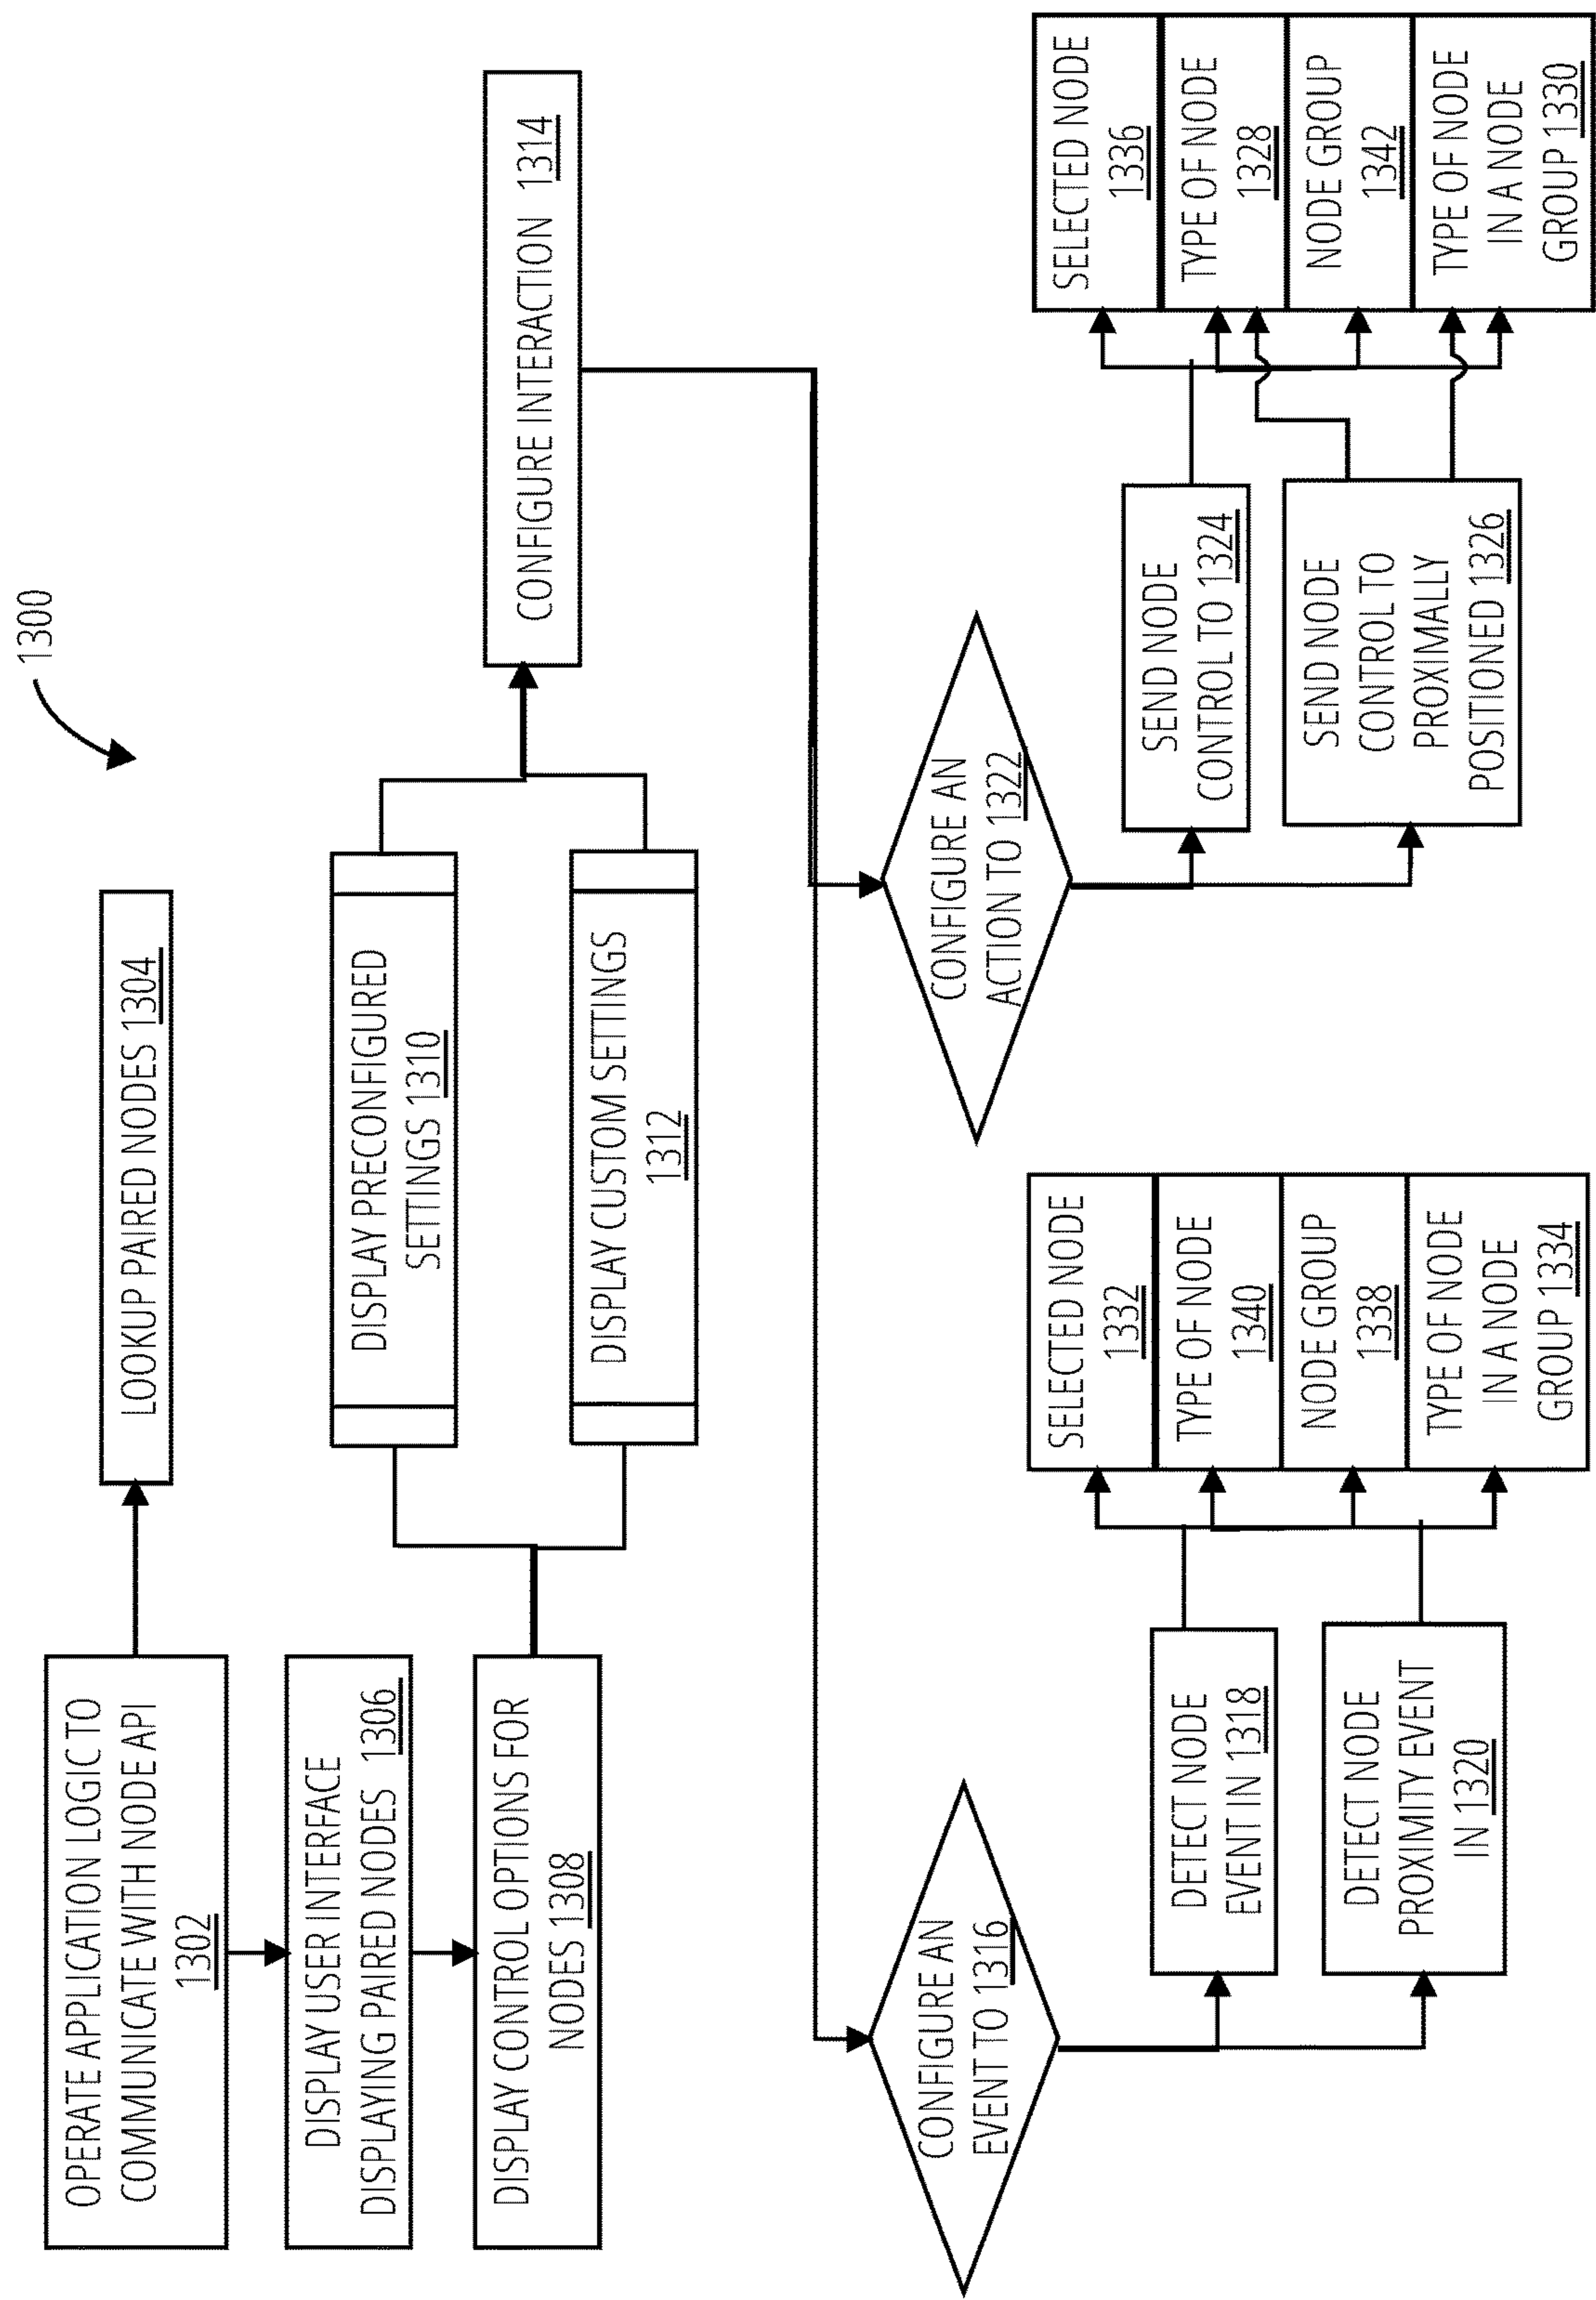 1300
OPERATE APPLICATION LOGIC TO
COMMUNICATE WITH NODE API
1302
LOOKUP PAIRED NODES 1304
DISPLAY USER INTERFACE
DISPLAYING PAIRED NODES 1306
DISPLAY CONTROL OPTIONS FOR
NODES 1308
DISPLAY PRECONFIGURED
SETTINGS 1310
DISPLAY CUSTOM SETTINGS
1312
CONFIGURE INTERACTION 1314
CONFIGURE AN
EVENT TO 1316
DETECT NODE
EVENT IN 1318
DETECT NODE
PROXIMITY EVENT
IN 1320
SELECTED NODE
1332
TYPE OF NODE
1340
NODE GROUP
1338
TYPE OF NODE
IN A NODE
GROUP 1334
CONFIGURE AN
ACTION TO 1322
SEND NODE
CONTROL TO 1324
SEND NODE
CONTROL TO
PROXIMALLY
POSITIONED 1326
SELECTED NODE
1336
TYPE OF NODE
1328
NODE GROUP
1342
TYPE OF NODE
IN A NODE
GROUP 1330